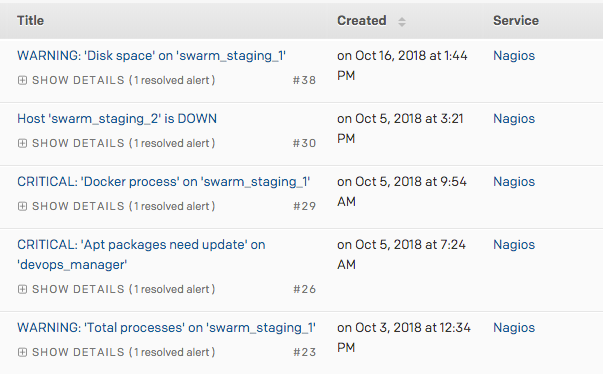 Title Created Service
WARNING: 'Disk space' on 'swarm_staging_1' on Oct 16, 2018 at 1:44 Nagios
PM
SHOW DETAILS (1 resolved alert) #38
Host 'swarm_staging_2' is DOWN on Oct 5, 2018 at 3:21 Nagios
PM
SHOW DETAILS (1 resolved alert) #30
CRITICAL: 'Docker process' on 'swarm_staging_1' on Oct 5, 2018 at 9:54 Nagios
AM
SHOW DETAILS (1 resolved alert) #29
CRITICAL: 'Apt packages need update' on on Oct 5, 2018 at 7:24 Nagios
'devops_manager' AM
SHOW DETAILS (1 resolved alert) #26
WARNING: 'Total processes' on 'swarm_staging_1' on Oct 3, 2018 at 12:34 Nagios
PM
SHOW DETAILS (1 resolved alert) #23